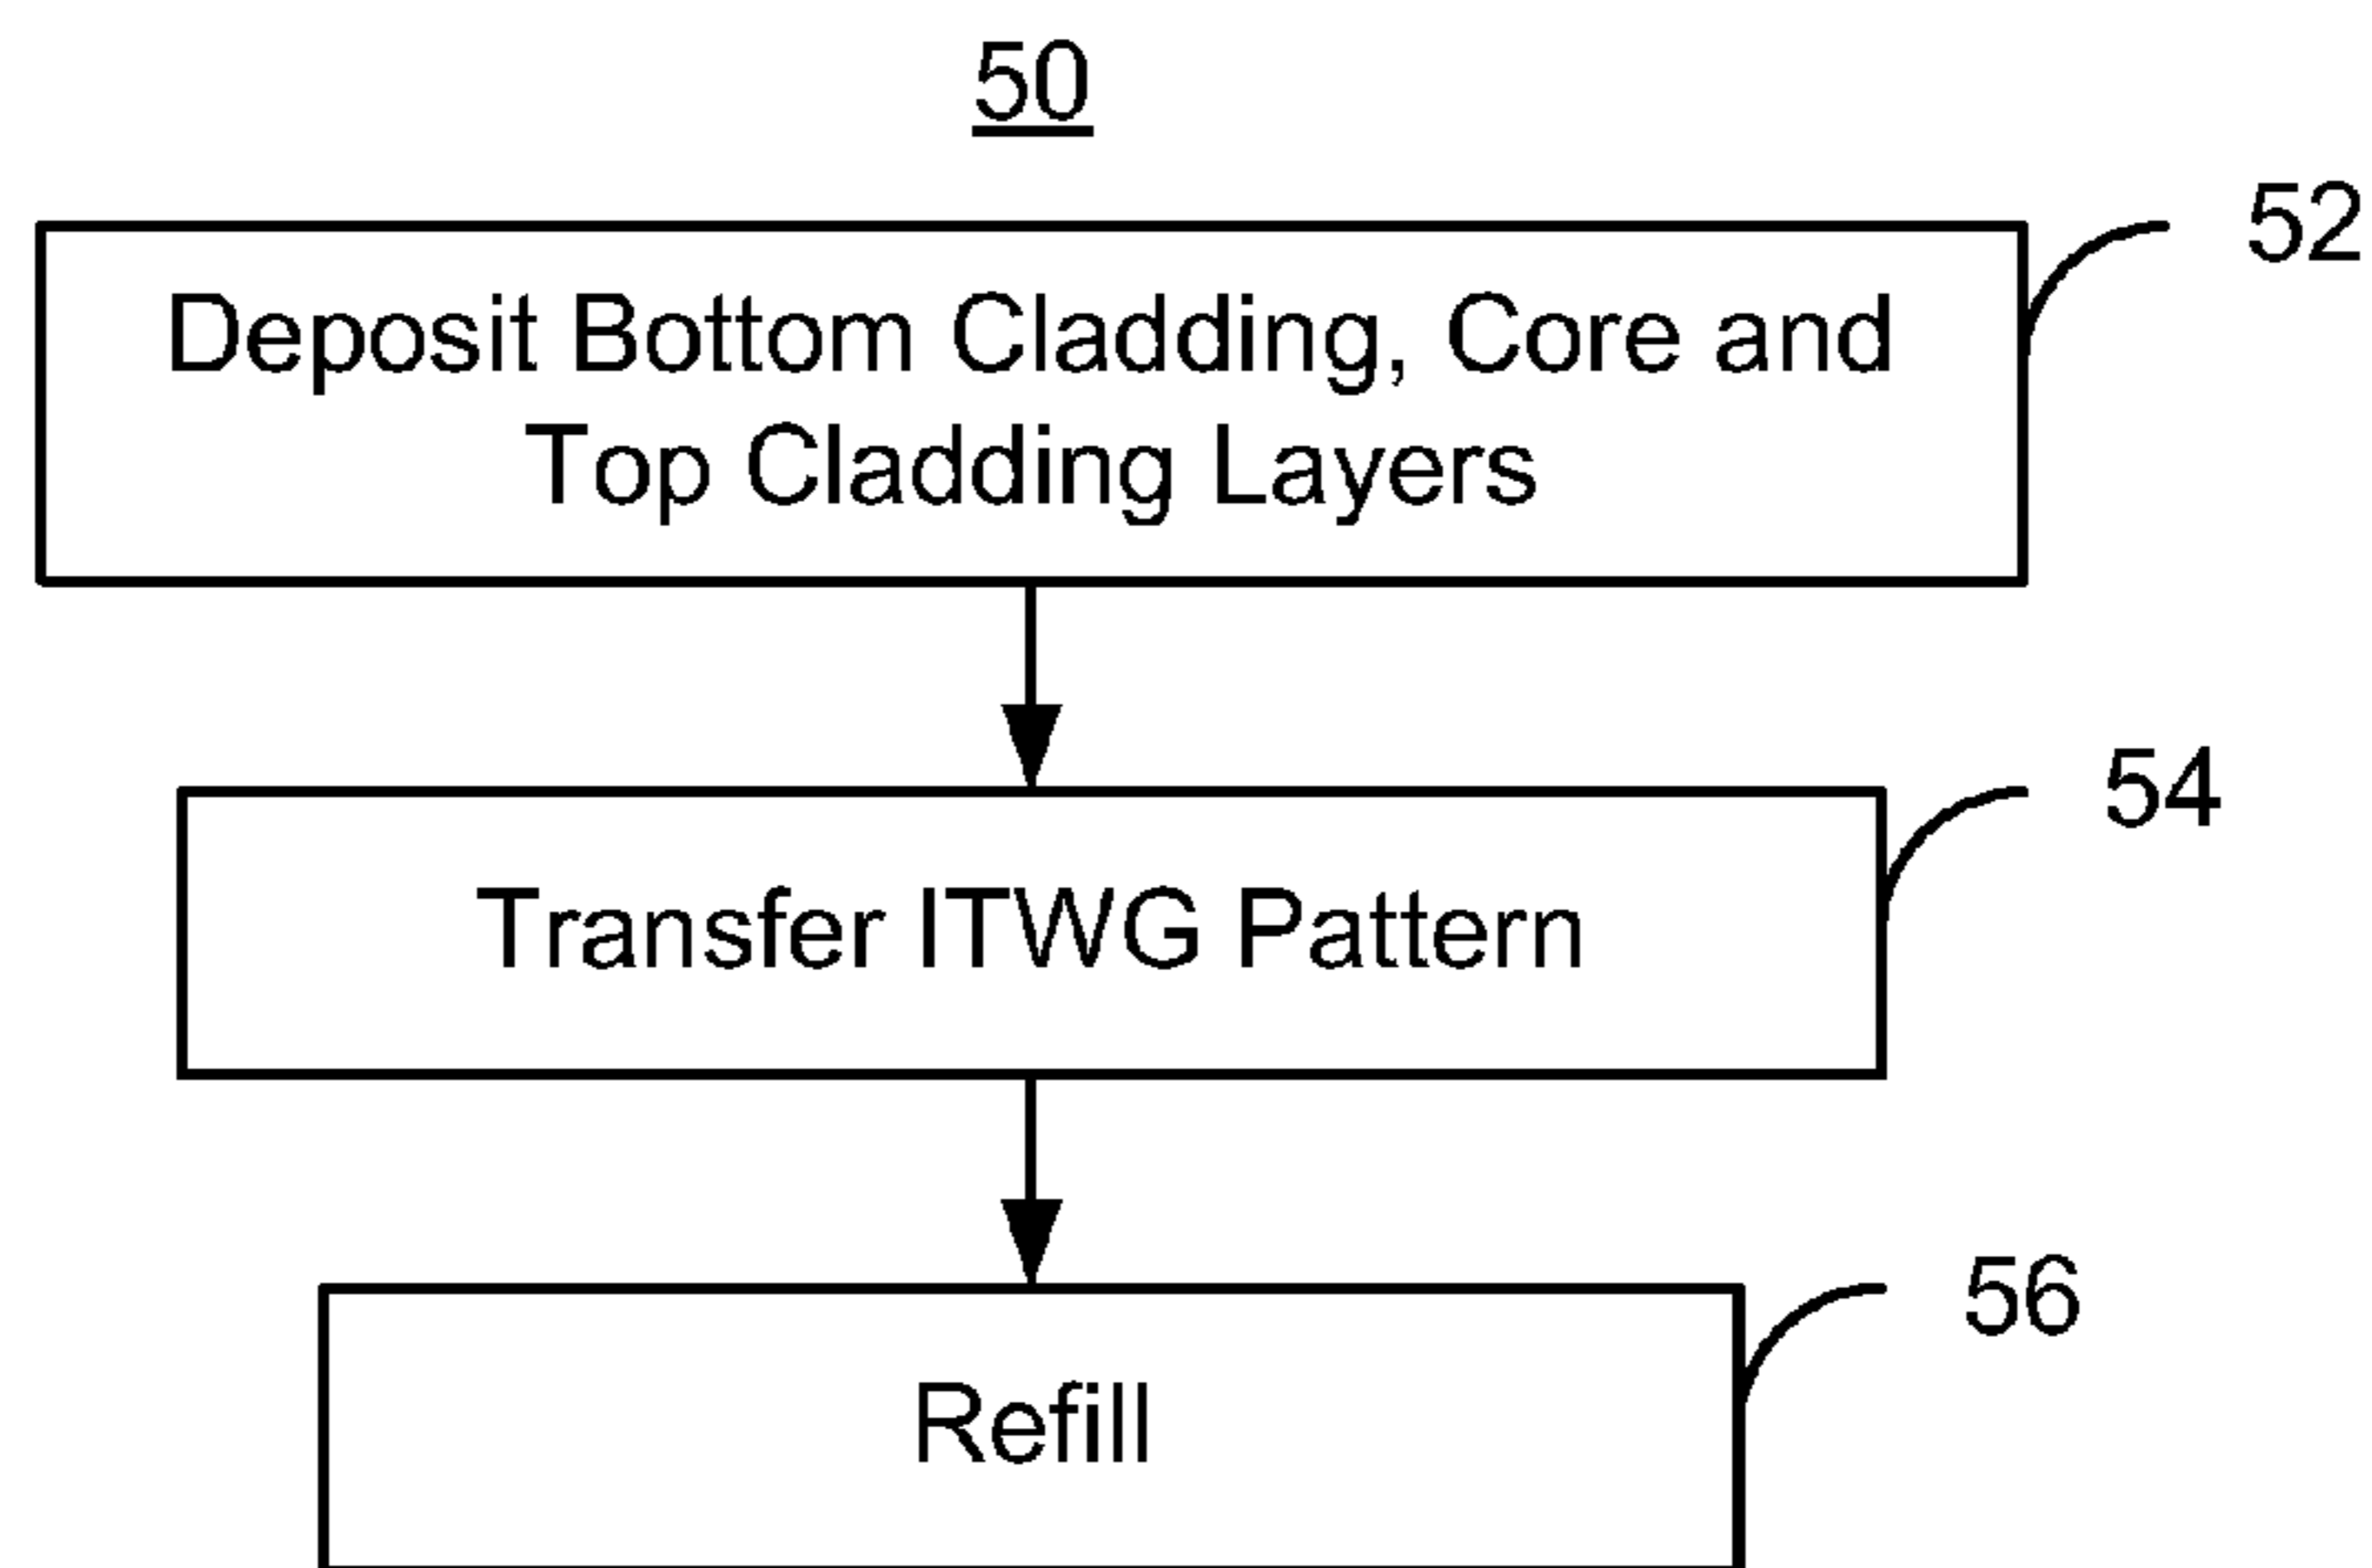 50
52
Deposit Bottom Cladding, Core and
Top Cladding Layers
54
Transfer ITWG Pattern
56
Refill